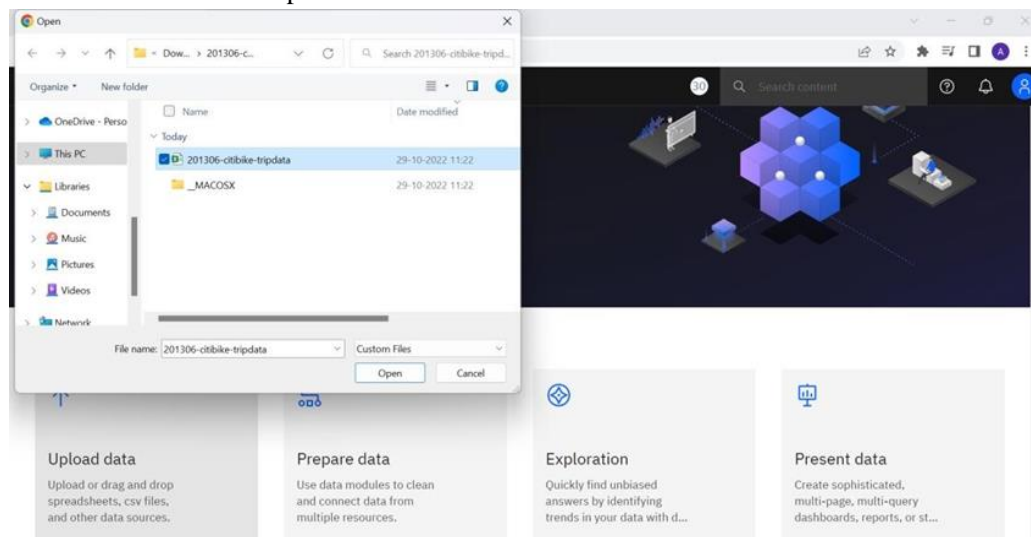 Open
Dow... > 201306-c...
Search 201306-citibike-tripd...
Organize
New folder
Name
Date modified
OneDrive - Perso
Today
This PC
201306-citibike-tripdata
29-10-2022 11:22
Libraries
__MACOSX
29-10-2022 11:22
Documents
Music
Pictures
Videos
Network
File name: 201306-citibike-tripdata
Custom Files
Open
Cancel
A
30
Search content
Upload data
Upload or drag and drop
spreadsheets, csv files,
and other data sources.
Prepare data
Use data modules to clean
and connect data from
multiple resources.
Exploration
Quickly find unbiased
answers by identifying
trends in your data with d...
Present data
Create sophisticated,
multi-page, multi-query
dashboards, reports, or st...